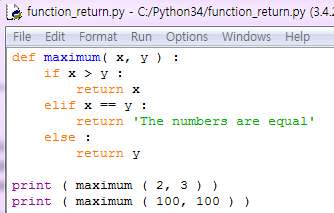 function_return.py - C:/Python34/function_return.py (3.4.
File Edit Format Run Options Windows Help
def maximum( x, y ) :
    if x > y :
        return x
    elif x == y :
        return 'The numbers are equal'
    else :
        return y
print ( maximum ( 2, 3 ) )
print ( maximum ( 100, 100 ) )